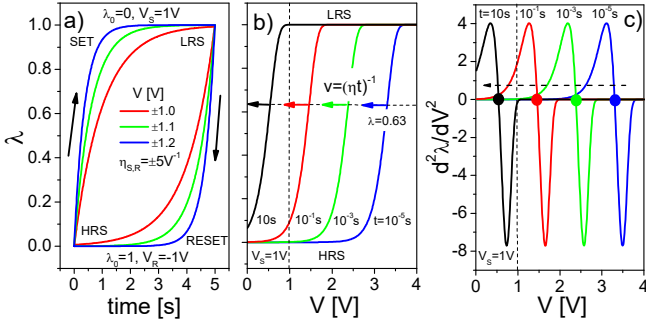 a)
λ₀=0, V_S=1V
SET
LRS
V [V]
±1.0
±1.1
±1.2
η_S,R=±5V⁻¹
HRS
RESET
λ₀=1, V_R=-1V
1.0
0.8
0.6
0.4
0.2
0.0
λ
0 1 2 3 4 5
time [s]
b)
LRS
v=(ηt)⁻¹
λ=0.63
10s
10⁻¹s
10⁻³s
t=10⁻⁵s
V_S=1V
HRS
0 1 2 3 4
V [V]
c)
t=10s
10⁻¹s
10⁻³s
10⁻⁵s
V_S=1V
4
2
0
-2
-4
-6
-8
d²λ/dV²
0 1 2 3 4
V [V]